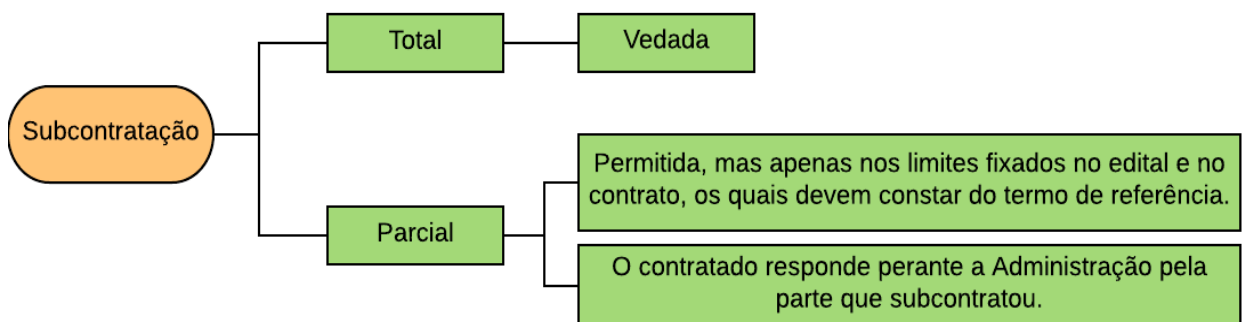 Subcontratação
Total
Vedada
Parcial
Permitida, mas apenas nos limites fixados no edital e no
contrato, os quais devem constar do termo de referência.
O contratado responde perante a Administração pela
parte que subcontratou.